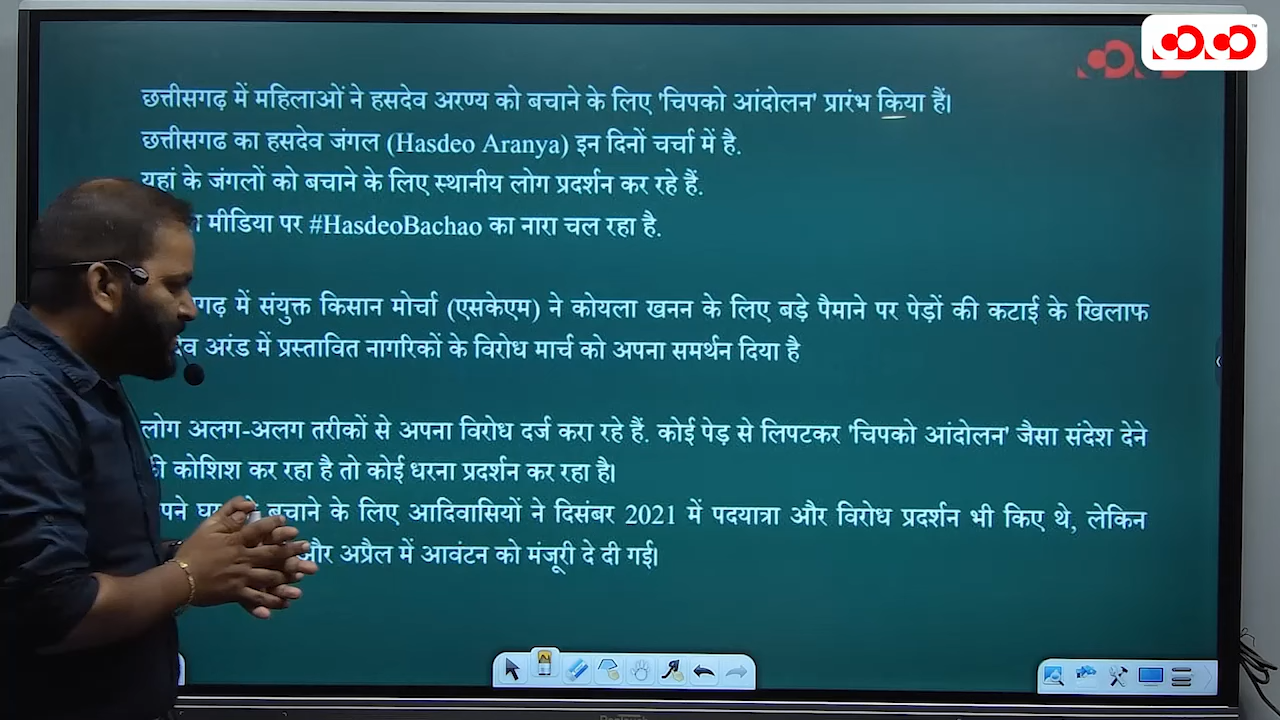 छत्तीसगढ़ में महिलाओं ने हसदेव अरण्य को बचाने के लिए 'चिपको आंदोलन' प्रारंभ किया हैं।
छत्तीसगढ का हसदेव जंगल (Hasdeo Aranya) इन दिनों चर्चा में है.
यहां के जंगलों को बचाने के लिए स्थानीय लोग प्रदर्शन कर रहे हैं.
मीडिया पर #HasdeoBachao का नारा चल रहा है.
में संयुक्त किसान मोर्चा (एसकेएम) ने कोयला खनन के लिए बड़े पैमाने पर पेड़ों की कटाई के खिलाफ
अरंड में प्रस्तावित नागरिकों के विरोध मार्च को अपना समर्थन दिया है
लोग अलग-अलग तरीकों से अपना विरोध दर्ज करा रहे हैं. कोई पेड़ से लिपटकर 'चिपको आंदोलन' जैसा संदेश देने
कोशिश कर रहा है तो कोई धरना प्रदर्शन कर रहा है।
बचाने के लिए आदिवासियों ने दिसंबर 2021 में पदयात्रा और विरोध प्रदर्शन भी किए थे, लेकिन
और अप्रैल में आवंटन को मंजूरी दे दी गई।